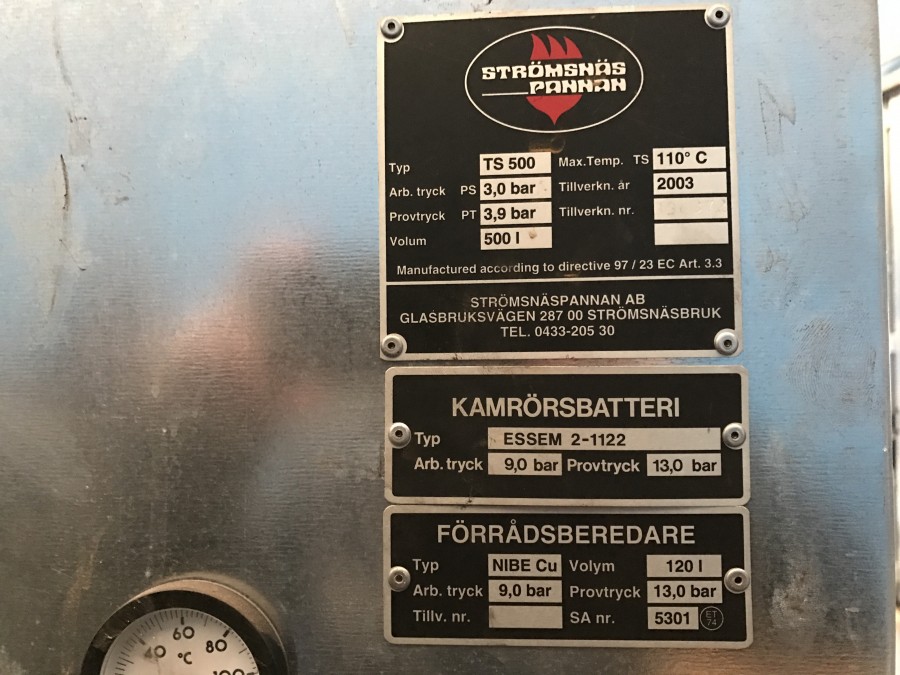 STRÖMSNÄS
PANNAN
Typ TS 500 Max.Temp. TS 110° C
Arb. tryck PS 3,0 bar Tillverkn. år 2003
Provtryck PT 3,9 bar Tillverkn. nr.
Volum 500 l
Manufactured according to directive 97 / 23 EC Art. 3.3
STRÖMSNÄSPANNAN AB
GLASBRUKSVÄGEN 287 00 STRÖMSNÄSBRUK
TEL. 0433-205 30
KAMRÖRSBATTERI
Typ ESSEM 2-1122
Arb. tryck 9,0 bar Provtryck 13,0 bar
FÖRRÅDSBEREDARE
Typ NIBE Cu Volym 120 l
Arb. tryck 9,0 bar Provtryck 13,0 bar
Tillv. nr. SA nr. 5301 ET 74
40 60 80 100
°C